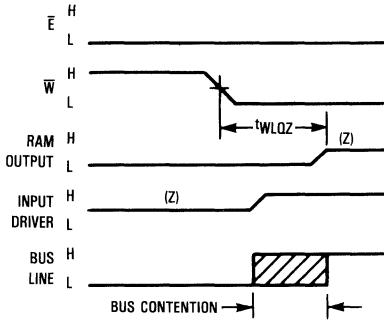 E̅ H
L
W̅ H
L
tWLQZ
RAM OUTPUT H
L
(Z)
INPUT DRIVER H
L
(Z)
BUS LINE H
L
BUS CONTENTION